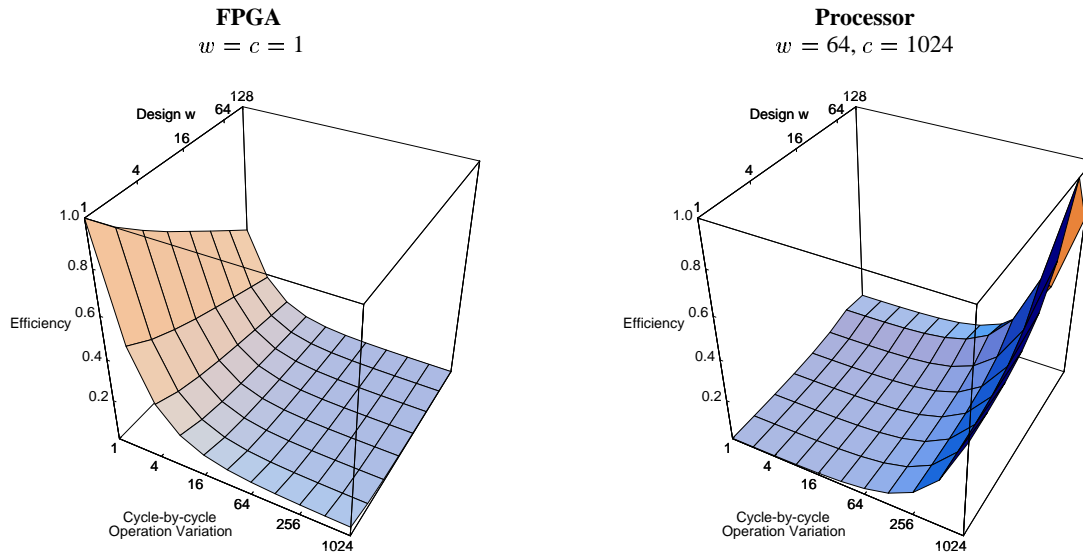 FPGA
w = c = 1
128
64
Design w
16
4
1
1.0
0.8
0.6
Efficiency
0.4
0.2
1
4
16
64
256
1024
Cycle-by-cycle
Operation Variation
Processor
w = 64, c = 1024
128
64
Design w
16
4
1
1.0
0.8
0.6
Efficiency
0.4
0.2
1
4
16
64
256
1024
Cycle-by-cycle
Operation Variation